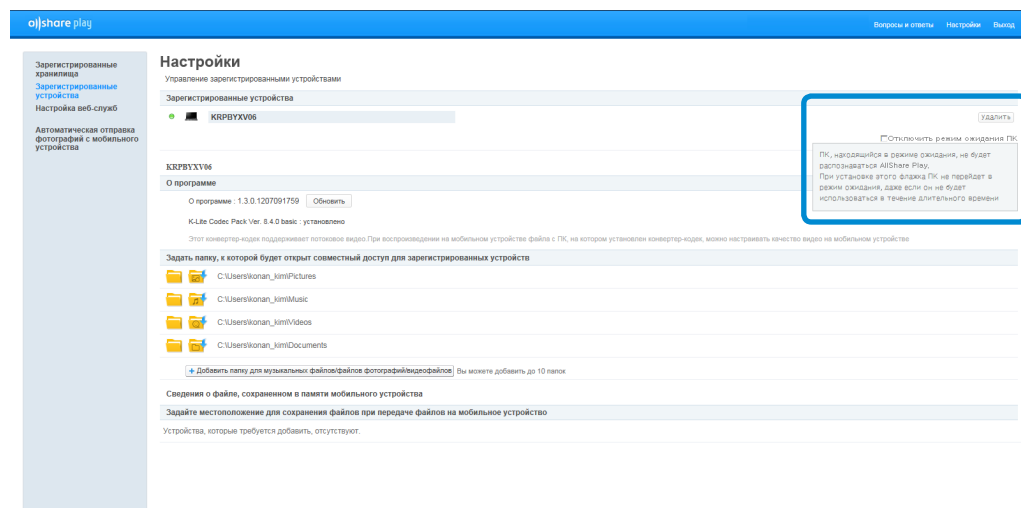 allshare play
Вопросы и ответы Настройки Выход
Зарегистрированные
хранилища
Зарегистрированные
устройства
Настройка веб-служб
Автоматическая отправка
фотографий с мобильного
устройства
Настройки
Управление зарегистрированными устройствами
Зарегистрированные устройства
KRPBYXV06
Удалить
Отключить режим ожидания ПК
ПК, находящийся в режиме ожидания, не будет
распознаваться AllShare Play.
При установке этого флажка ПК не перейдет в
режим ожидания, даже если он не будет
использоваться в течение длительного времени
KRPBYXV06
О программе
О программе : 1.3.0.1207091759 Обновить
K-Lite Codec Pack Ver. 8.4.0 basic : установлено
Этот конвертер-кодек поддерживает потоковое видео.При воспроизведении на мобильном устройстве файла с ПК, на котором установлен конвертер-кодек, можно настраивать качество видео на мобильном устройстве
Задать папку, к которой будет открыт совместный доступ для зарегистрированных устройств
C:\Users\konan_kim\Pictures
C:\Users\konan_kim\Music
C:\Users\konan_kim\Videos
C:\Users\konan_kim\Documents
+ Добавить папку для музыкальных файлов/файлов фотографий/видеофайлов Вы можете добавить до 10 папок
Сведения о файле, сохраненном в памяти мобильного устройства
Задайте местоположение для сохранения файлов при передаче файлов на мобильное устройство
Устройства, которые требуется добавить, отсутствуют.